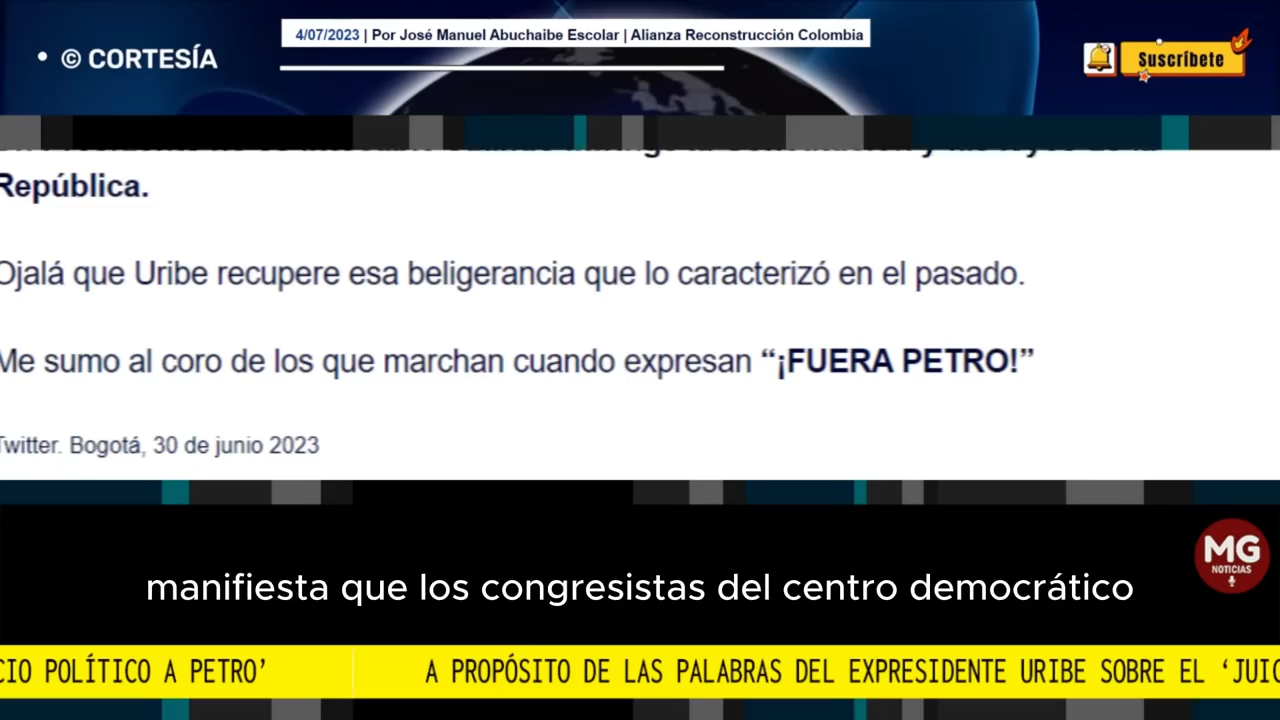 4/07/2023 | Por José Manuel Abuchaibe Escolar | Alianza Reconstrucción Colombia
• © CORTESÍA
Suscríbete
República.
Ojalá que Uribe recupere esa beligerancia que lo caracterizó en el pasado.
Me sumo al coro de los que marchan cuando expresan “¡FUERA PETRO!”
Twitter. Bogotá, 30 de junio 2023
MG
NOTICIAS
manifiesta que los congresistas del centro democrático
CIO POLÍTICO A PETRO’ A PROPÓSITO DE LAS PALABRAS DEL EXPRESIDENTE URIBE SOBRE EL ‘JUIC